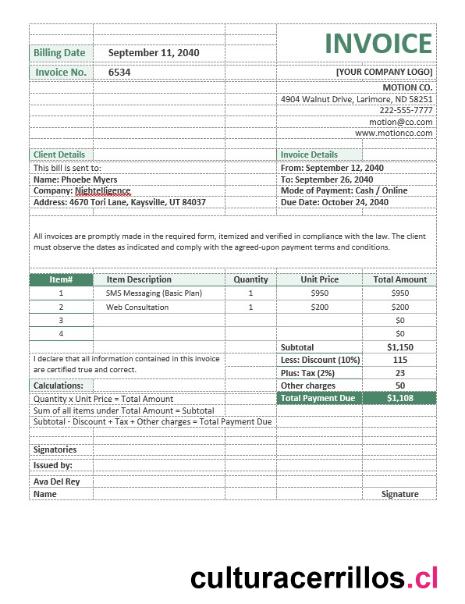 INVOICE
Billing Date September 11, 2040
Invoice No. 6534 [YOUR COMPANY LOGO]
MOTION CO.
4904 Walnut Drive, Larimore, ND 58251
222-555-7777
motion@co.com
www.motionco.com
Client Details Invoice Details
This bill is sent to: From: September 12, 2040
Name: Phoebe Myers To: September 26, 2040
Company: Nightelligence Mode of Payment: Cash / Online
Address: 4670 Tori Lane, Kaysville, UT 84037 Due Date: October 24, 2040
All invoices are promptly made in the required form, itemized and verified in compliance with the law. The client
must observe the dates as indicated and comply with the agreed-upon payment terms and conditions.
Item# Item Description Quantity Unit Price Total Amount
1 SMS Messaging (Basic Plan) 1 $950 $950
2 Web Consultation 1 $200 $200
3 $0
4 $0
Subtotal $1,150
I declare that all information contained in this invoice Less: Discount (10%) 115
are certified true and correct. Plus: Tax (2%) 23
Calculations: Other charges 50
Quantity x Unit Price = Total Amount Total Payment Due $1,108
Sum of all items under Total Amount = Subtotal
Subtotal - Discount + Tax + Other charges = Total Payment Due
Signatories
Issued by:
Ava Del Rey
Name Signature
culturacerrillos.cl